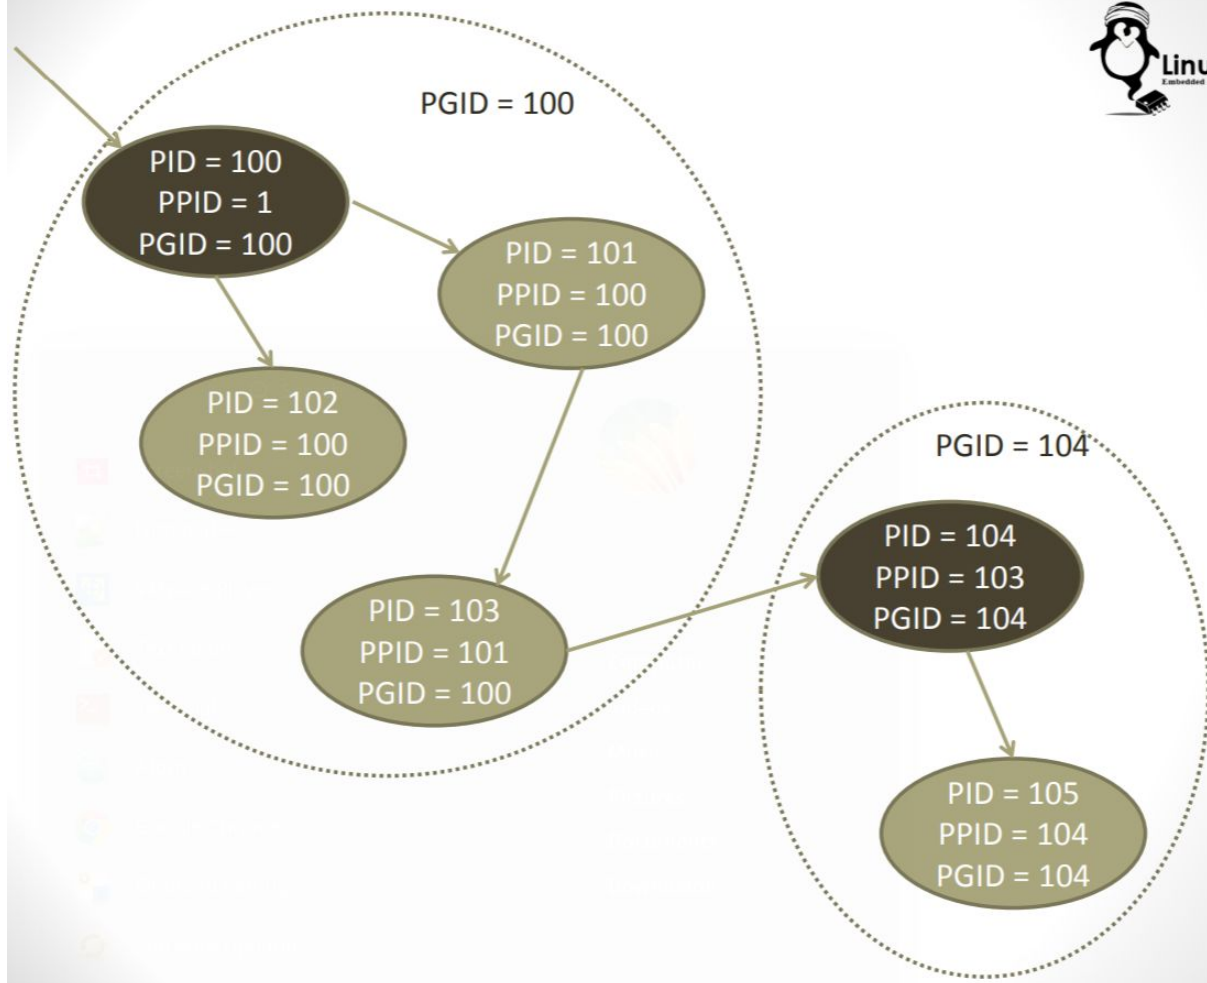 Linu
Embedded
PGID = 100
PID = 100
PPID = 1
PGID = 100
PID = 101
PPID = 100
PGID = 100
PID = 102
PPID = 100
PGID = 100
PID = 103
PPID = 101
PGID = 100
PGID = 104
PID = 104
PPID = 103
PGID = 104
PID = 105
PPID = 104
PGID = 104